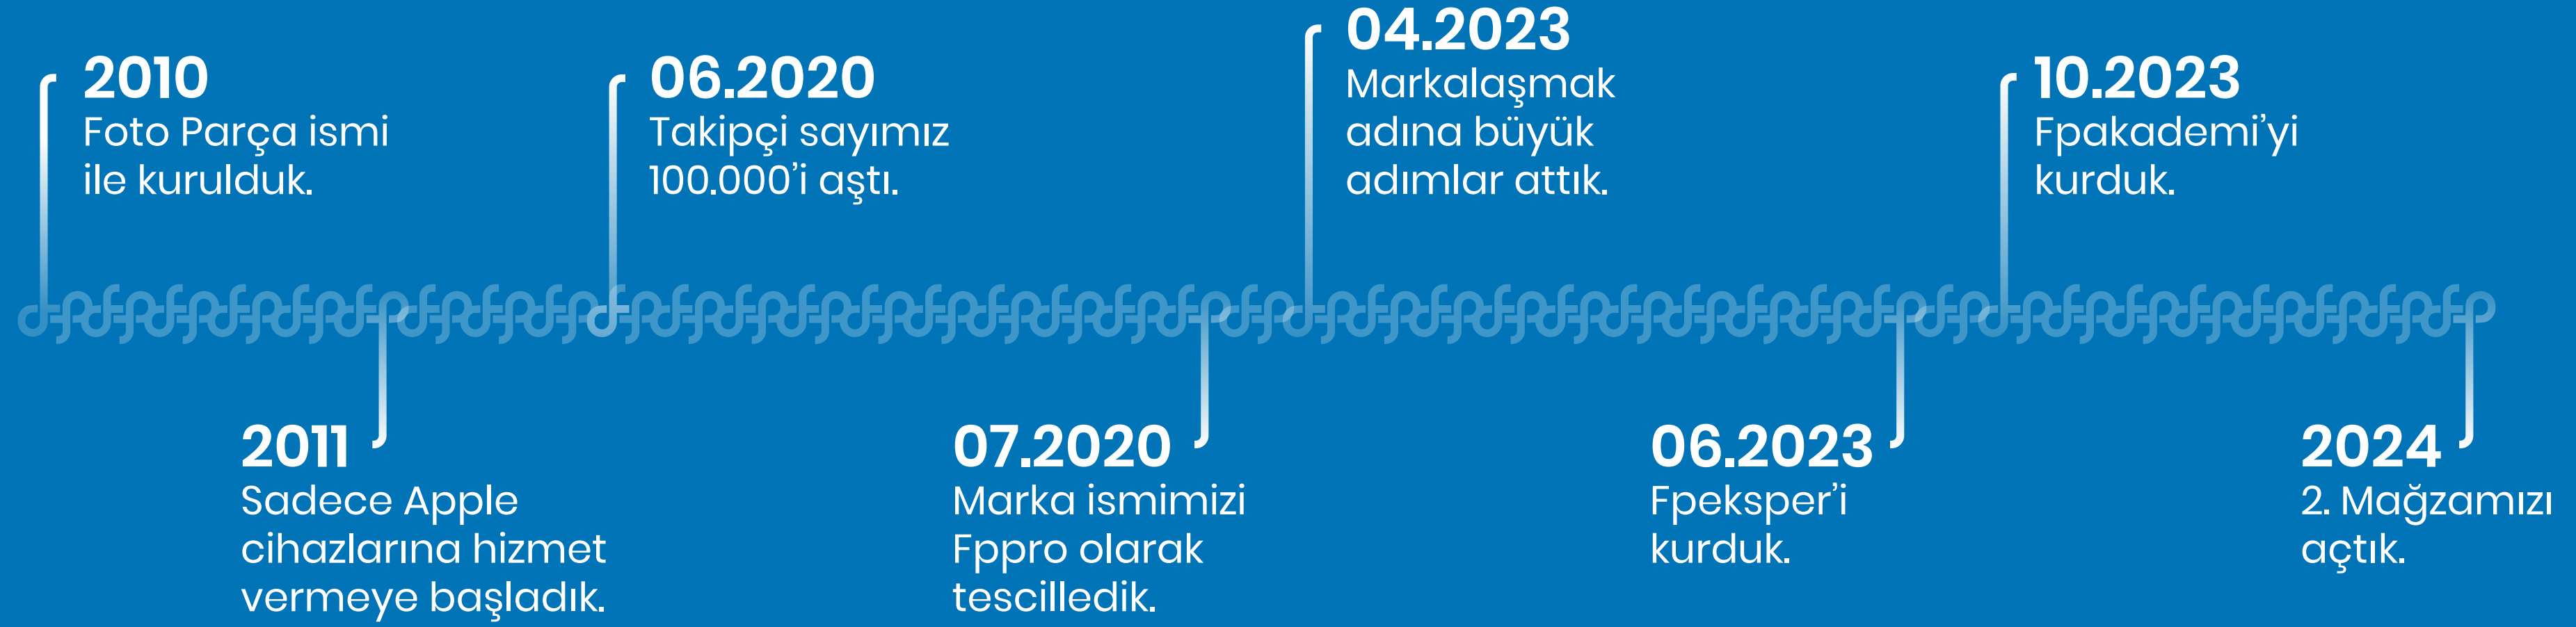 2010
Foto Parça ismi
ile kurulduk.
2011
Sadece Apple
cihazlarına hizmet
vermeye başladık.
06.2020
Takipçi sayımız
100.000’i aştı.
07.2020
Marka ismimizi
Fppro olarak
tescilledik.
04.2023
Markalaşmak
adına büyük
adımlar attık.
06.2023
Fpeksper’i
kurduk.
10.2023
Fpakademi’yi
kurduk.
2024
2. Mağzamızı
açtık.